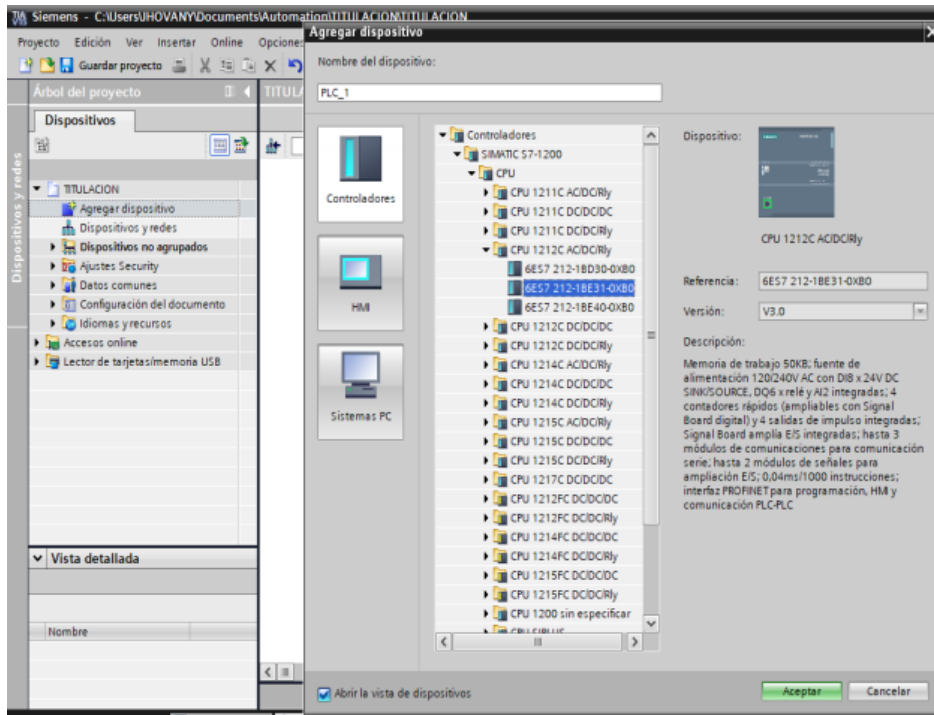 Siemens - C:\Users\JHOVANY\Documents\Automation\TITULACION\TITULACION
Proyecto Edición Ver Insertar Online Opciones
Guardar proyecto
Árbol del proyecto
TITULA
Dispositivos
Dispositivos y redes
TITULACION
Agregar dispositivo
Dispositivos y redes
Dispositivos no agrupados
Ajustes Security
Datos comunes
Configuración del documento
Idiomas y recursos
Accesos online
Lector de tarjetas/memoria USB
Vista detallada
Nombre
Agregar dispositivo
Nombre del dispositivo:
PLC_1
Controladores
HMI
Sistemas PC
Controladores
SIMATIC S7-1200
CPU
CPU 1211C AC/DC/Rly
CPU 1211C DC/DC/DC
CPU 1211C DC/DC/Rly
CPU 1212C AC/DC/Rly
6ES7 212-1BD30-0XB0
6ES7 212-1BE31-0XB0
6ES7 212-1BE40-0XB0
CPU 1212C DC/DC/DC
CPU 1212C DC/DC/Rly
CPU 1214C AC/DC/Rly
CPU 1214C DC/DC/DC
CPU 1214C DC/DC/Rly
CPU 1215C AC/DC/Rly
CPU 1215C DC/DC/DC
CPU 1215C DC/DC/Rly
CPU 1217C DC/DC/DC
CPU 1212FC DC/DC/DC
CPU 1212FC DC/DC/Rly
CPU 1214FC DC/DC/DC
CPU 1214FC DC/DC/Rly
CPU 1215FC DC/DC/DC
CPU 1215FC DC/DC/Rly
CPU 1200 sin especificar
CPU SIPLUS
Dispositivo:
CPU 1212C AC/DC/Rly
Referencia: 6ES7 212-1BE31-0XB0
Versión: V3.0
Descripción:
Memoria de trabajo 50KB; fuente de
alimentación 120/240V AC con DI8 x 24V DC
SINK/SOURCE, DQ6 x relé y AI2 integradas; 4
contadores rápidos (ampliables con Signal
Board digital) y 4 salidas de impulso integradas;
Signal Board amplía E/S integradas; hasta 3
módulos de comunicaciones para comunicación
serie; hasta 2 módulos de señales para
ampliación E/S; 0,04ms/1000 instrucciones;
interfaz PROFINET para programación, HMI y
comunicación PLC-PLC
Abrir la vista de dispositivos
Aceptar Cancelar